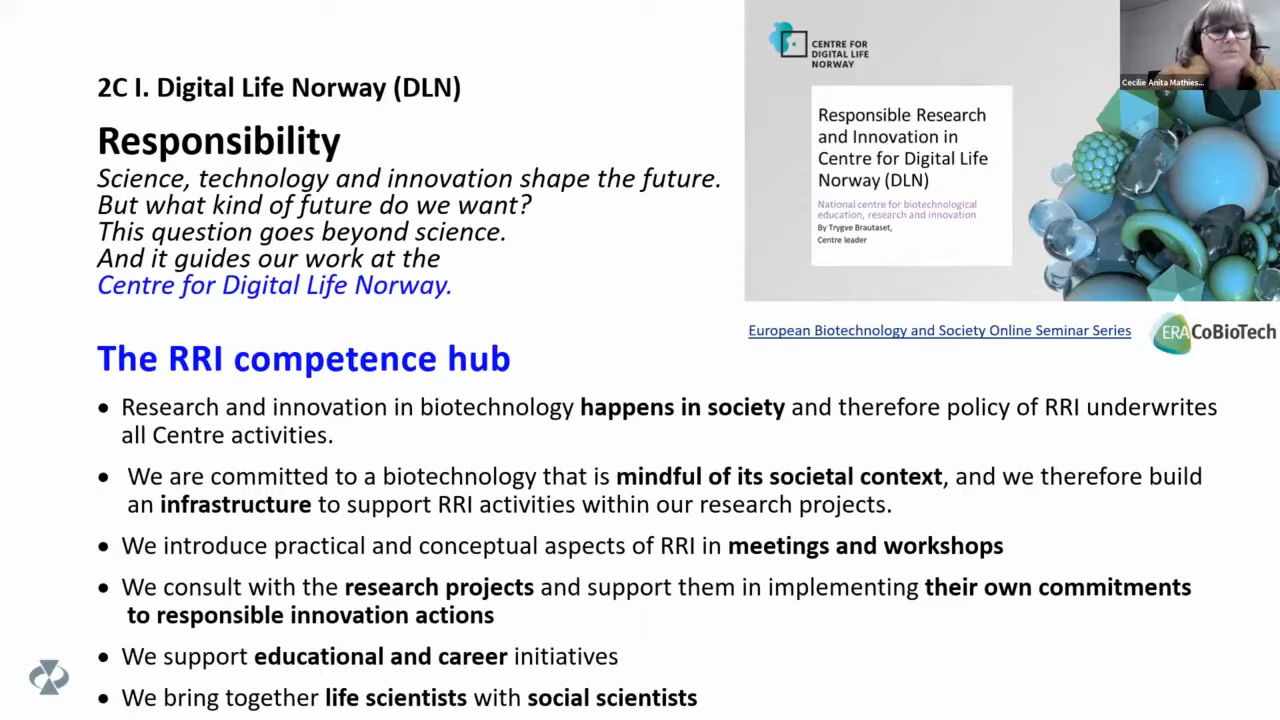 2C I. Digital Life Norway (DLN)
Responsibility
Science, technology and innovation shape the future.
But what kind of future do we want?
This question goes beyond science.
And it guides our work at the
Centre for Digital Life Norway.
CENTRE FOR
DIGITAL LIFE
NORWAY
Responsible Research
and Innovation in
Centre for Digital Life
Norway (DLN)
National centre for biotechnological
education, research and innovation
By Trygve Brautaset,
Centre leader
Cecilie Anita Mathies...
European Biotechnology and Society Online Seminar Series
ERA CoBioTech
The RRI competence hub
• Research and innovation in biotechnology happens in society and therefore policy of RRI underwrites
all Centre activities.
• We are committed to a biotechnology that is mindful of its societal context, and we therefore build
an infrastructure to support RRI activities within our research projects.
• We introduce practical and conceptual aspects of RRI in meetings and workshops
• We consult with the research projects and support them in implementing their own commitments
to responsible innovation actions
• We support educational and career initiatives
• We bring together life scientists with social scientists